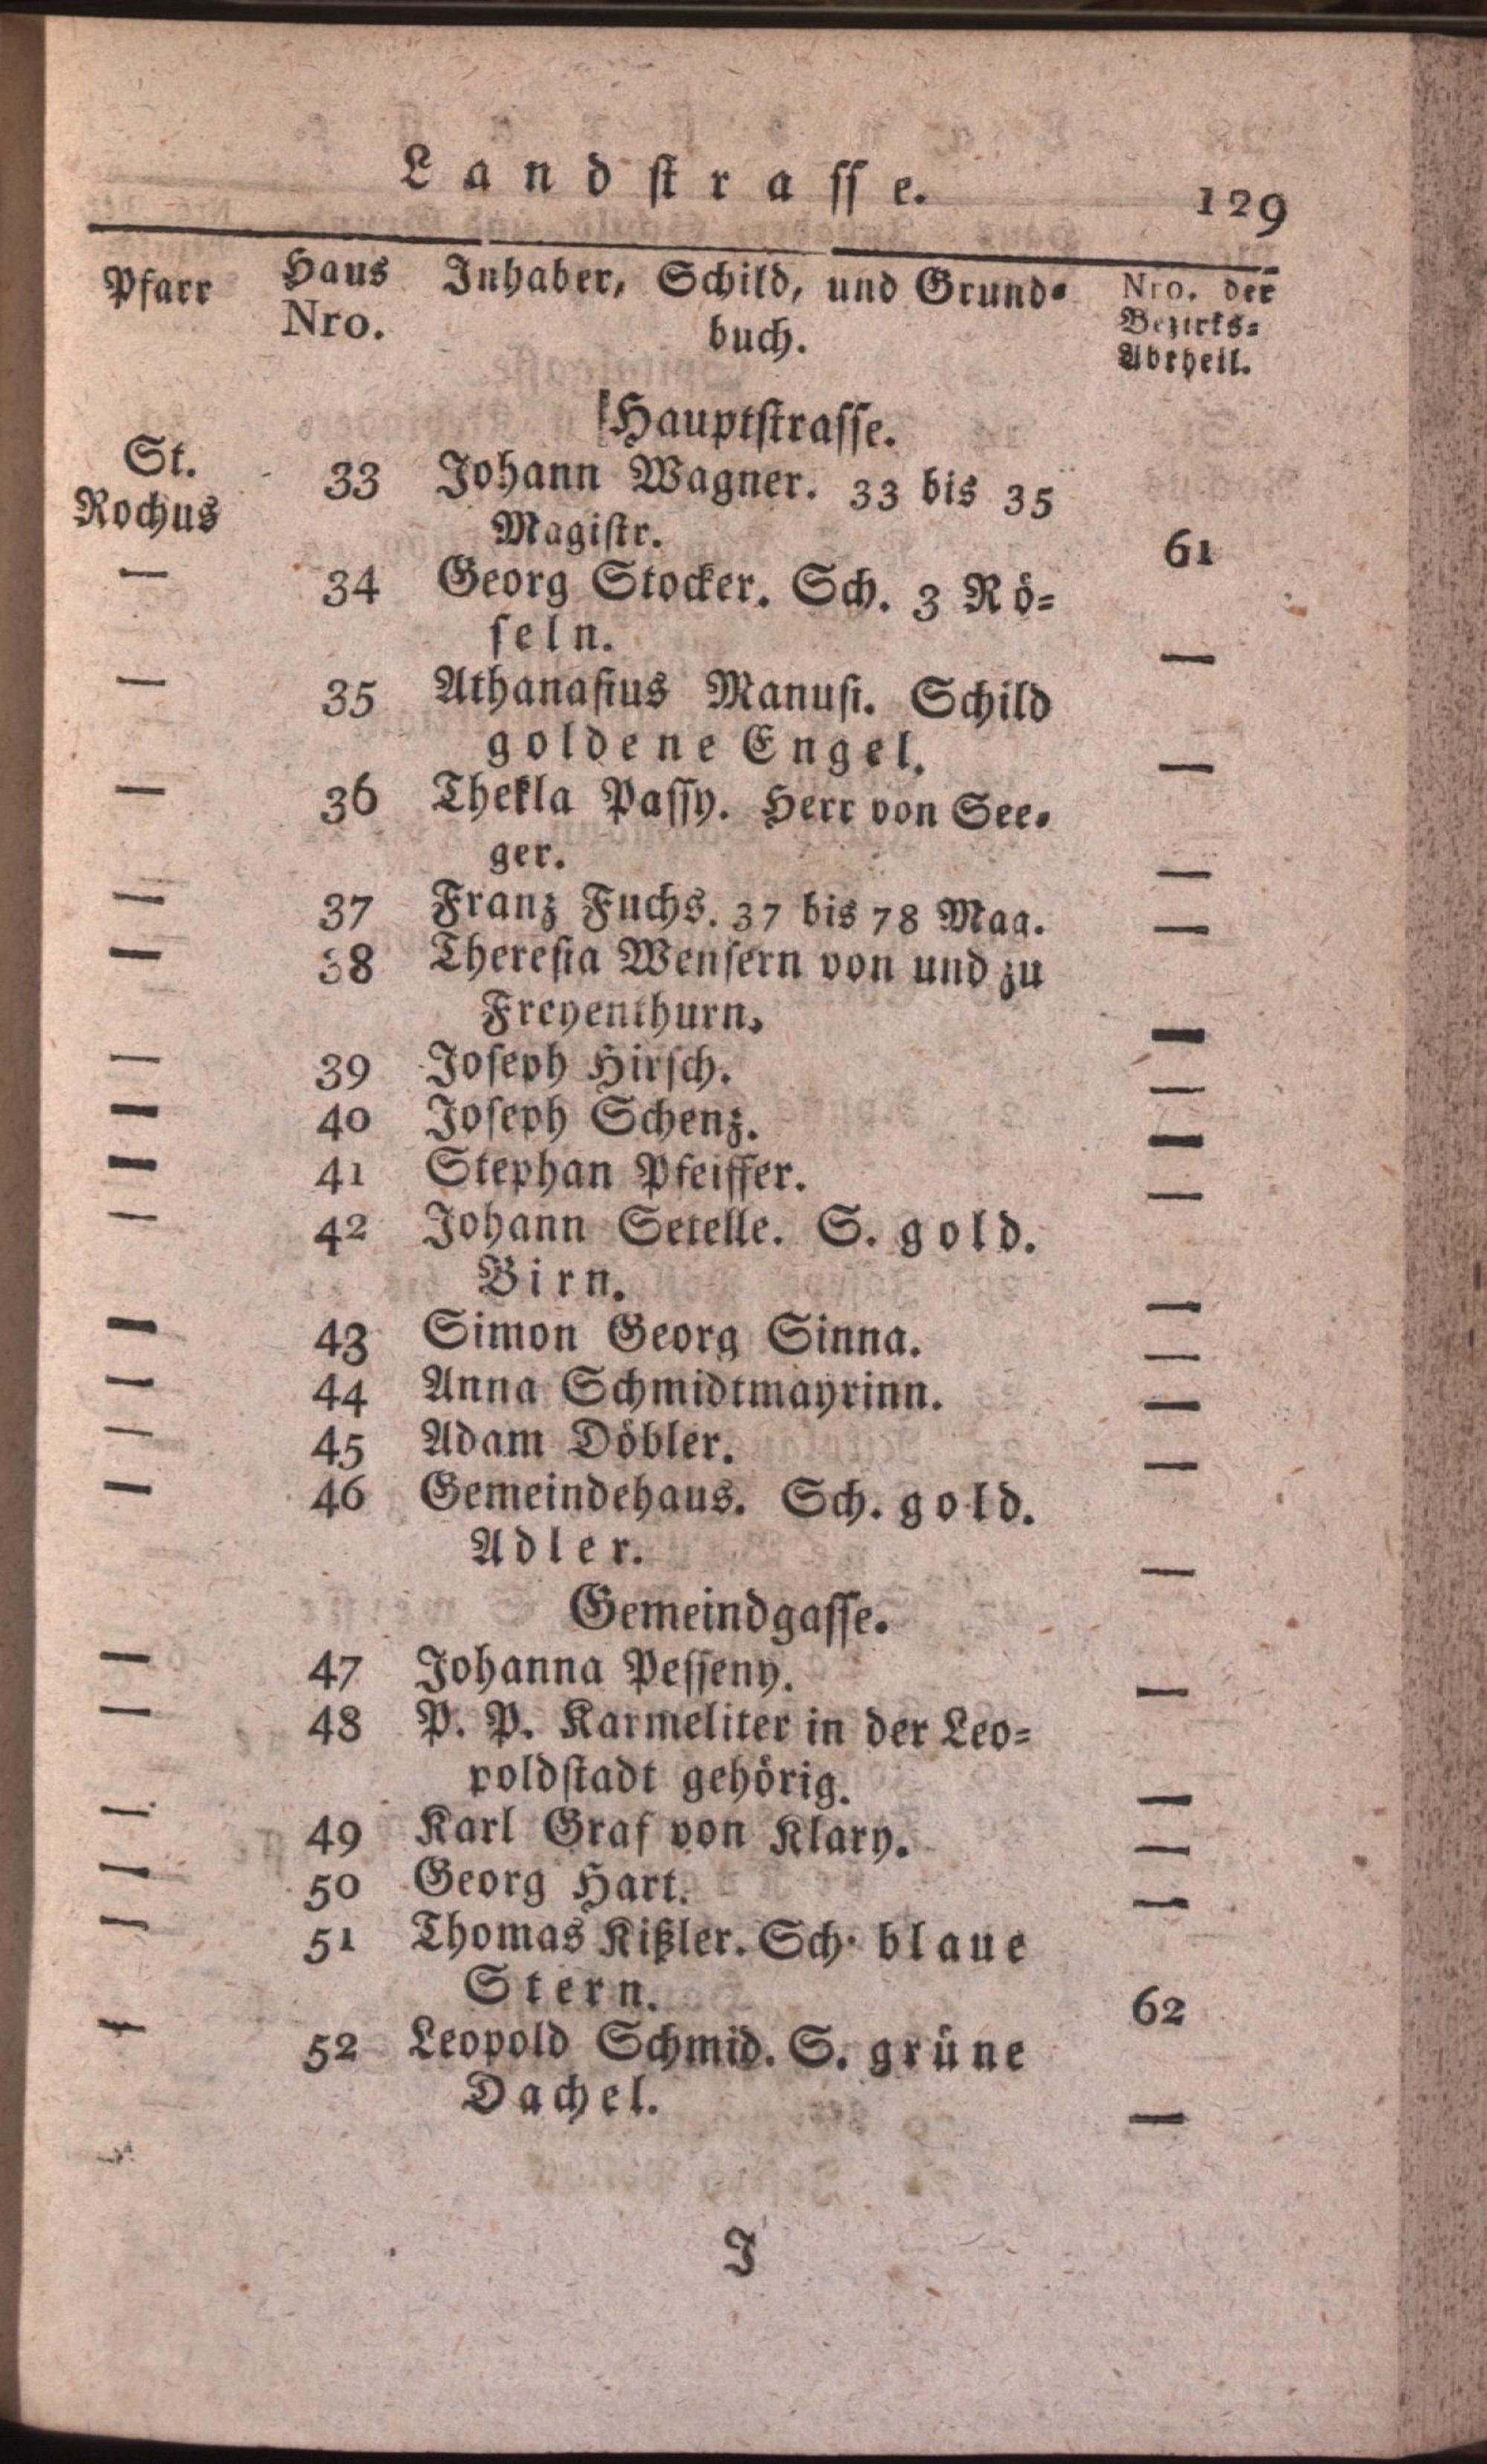 Landstrasse. 129
Pfarr Haus Nro. Inhaber, Schild, und Grund= buch. Nro. der Bezirks= Abtheil.
Hauptstrasse.
St. Rochus 33 Johann Wagner. 33 bis 35
Magistr. 61
— 34 Georg Stocker. Sch. 3 Rö=
seln. —
— 35 Athanasius Manusi. Schild
goldene Engel. —
— 36 Thekla Passy. Herr von See=
ger. —
— 37 Franz Fuchs. 37 bis 78 Mag. —
— 38 Theresia Wensern von und zu
Freyenthurn. —
— 39 Joseph Hirsch. —
— 40 Joseph Schenz. —
— 41 Stephan Pfeiffer. —
— 42 Johann Setelle. S. gold.
Birn. —
— 43 Simon Georg Sinna. —
— 44 Anna Schmidtmayrinn. —
— 45 Adam Döbler. —
— 46 Gemeindehaus. Sch. gold.
Adler. —
Gemeindgasse.
— 47 Johanna Pesseny. —
— 48 P. P. Karmeliter in der Leo=
poldstadt gehörig. —
— 49 Karl Graf von Klary. —
— 50 Georg Hart. —
— 51 Thomas Kißler. Sch. blaue
Stern. 62
— 52 Leopold Schmid. S. grüne
Dachel. —
J